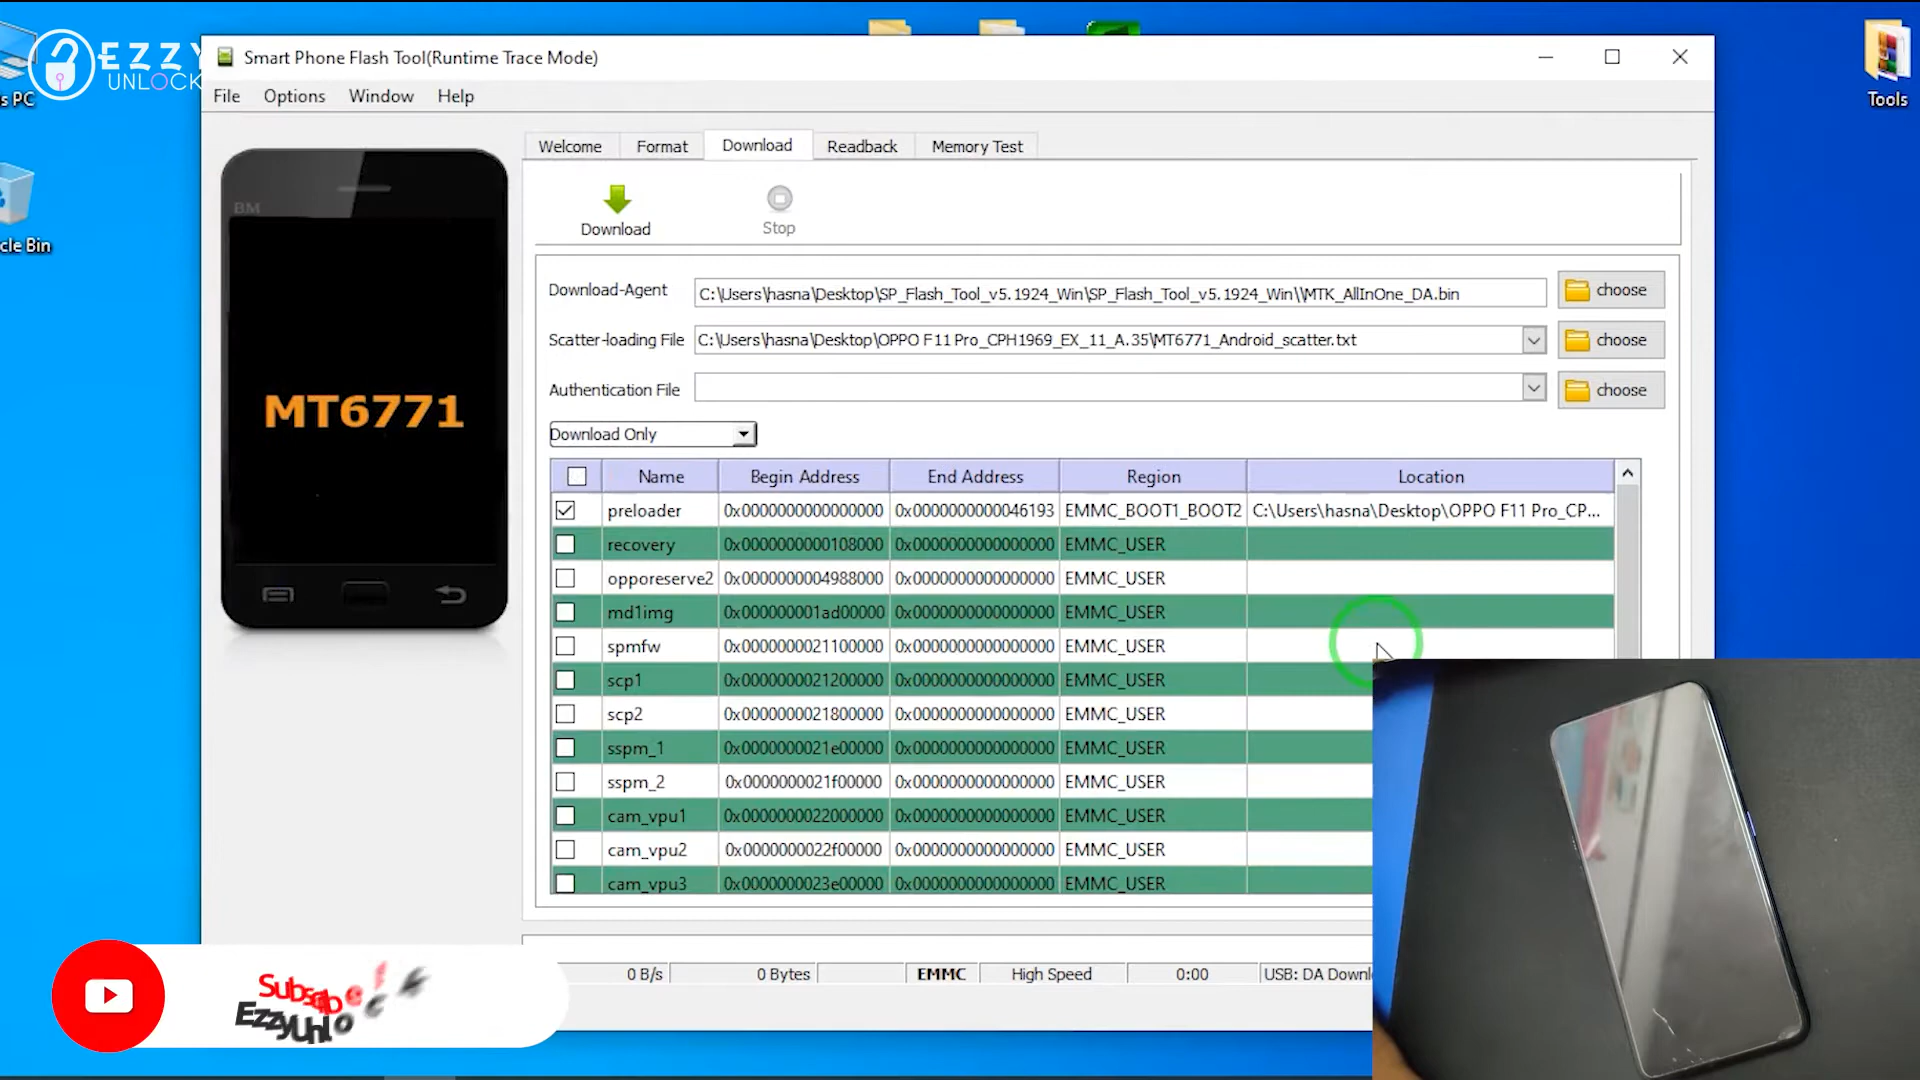 EZZY
UNLOCK
s PC
cle Bin
Tools
Smart Phone Flash Tool(Runtime Trace Mode)
File Options Window Help
BM
MT6771
Welcome Format Download Readback Memory Test
Download Stop
Download-Agent C:\Users\hasna\Desktop\SP_Flash_Tool_v5.1924_Win\SP_Flash_Tool_v5.1924_Win\\MTK_AllInOne_DA.bin choose
Scatter-loading File C:\Users\hasna\Desktop\OPPO F11 Pro_CPH1969_EX_11_A.35\MT6771_Android_scatter.txt choose
Authentication File choose
Download Only
Name Begin Address End Address Region Location
preloader 0x0000000000000000 0x0000000000046193 EMMC_BOOT1_BOOT2 C:\Users\hasna\Desktop\OPPO F11 Pro_CP...
recovery 0x0000000000108000 0x0000000000000000 EMMC_USER
opporeserve2 0x0000000004988000 0x0000000000000000 EMMC_USER
md1img 0x000000001ad00000 0x0000000000000000 EMMC_USER
spmfw 0x0000000021100000 0x0000000000000000 EMMC_USER
scp1 0x0000000021200000 0x0000000000000000 EMMC_USER
scp2 0x0000000021800000 0x0000000000000000 EMMC_USER
sspm_1 0x0000000021e00000 0x0000000000000000 EMMC_USER
sspm_2 0x0000000021f00000 0x0000000000000000 EMMC_USER
cam_vpu1 0x0000000022000000 0x0000000000000000 EMMC_USER
cam_vpu2 0x0000000022f00000 0x0000000000000000 EMMC_USER
cam_vpu3 0x0000000023e00000 0x0000000000000000 EMMC_USER
0 B/s 0 Bytes EMMC High Speed 0:00 USB: DA Downl
Subscribe
EzzyUnlock